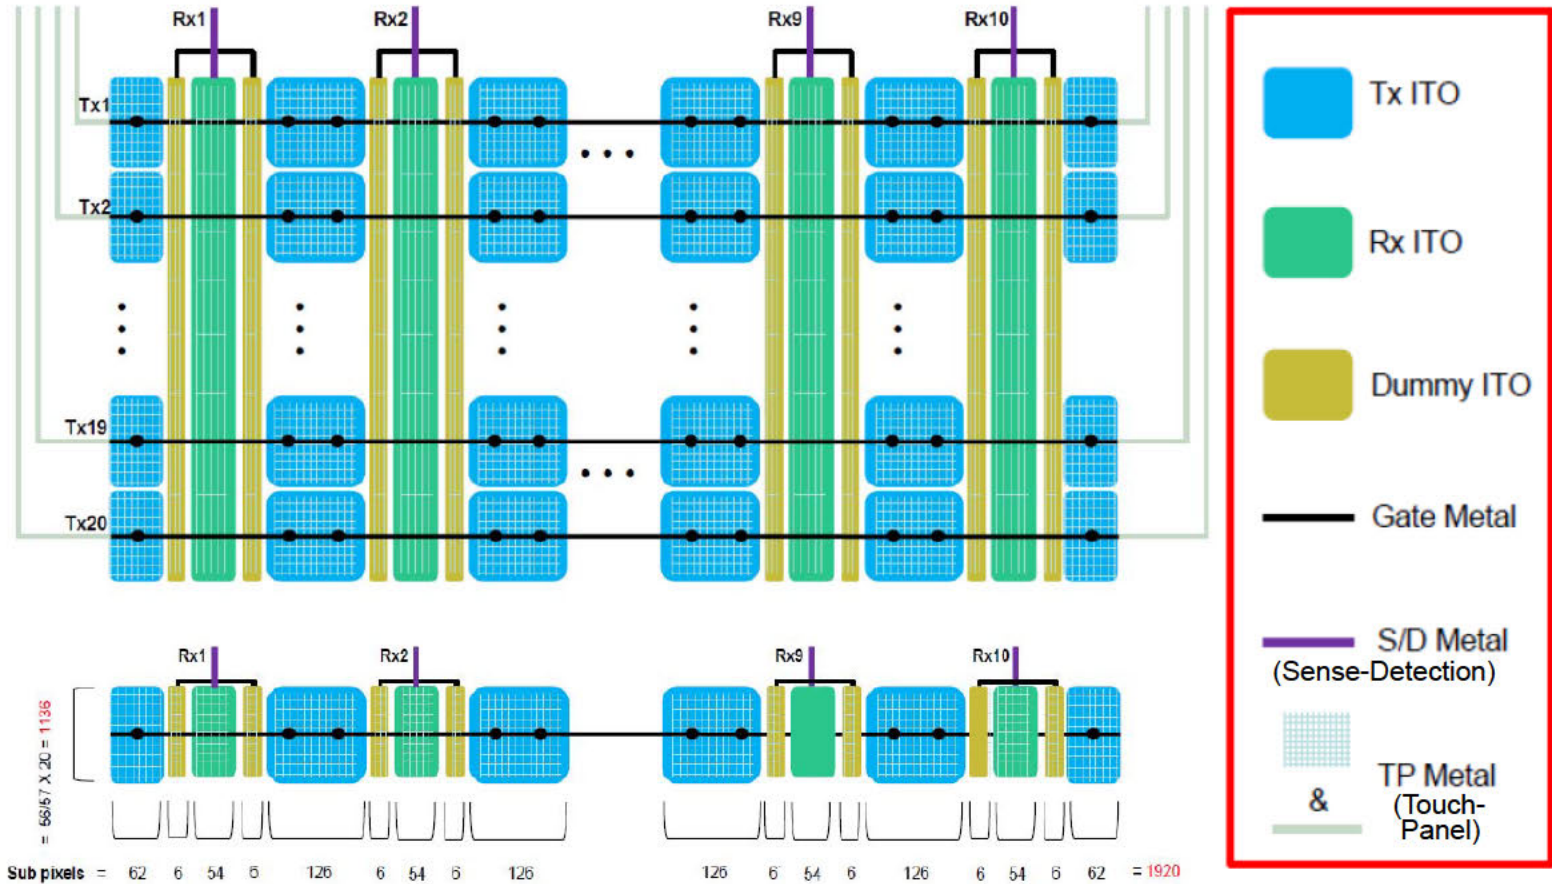 Rx1 Rx2 Rx9 Rx10
Tx1
Tx2
Tx19
Tx20
Tx ITO
Rx ITO
Dummy ITO
Gate Metal
S/D Metal
(Sense-Detection)
&
TP Metal
(Touch-
Panel)
Rx1 Rx2 Rx9 Rx10
= 56/57 X 20 = 1136
Sub pixels = 62 6 54 6 126 6 54 6 126 126 6 54 6 126 6 54 6 62 = 1920